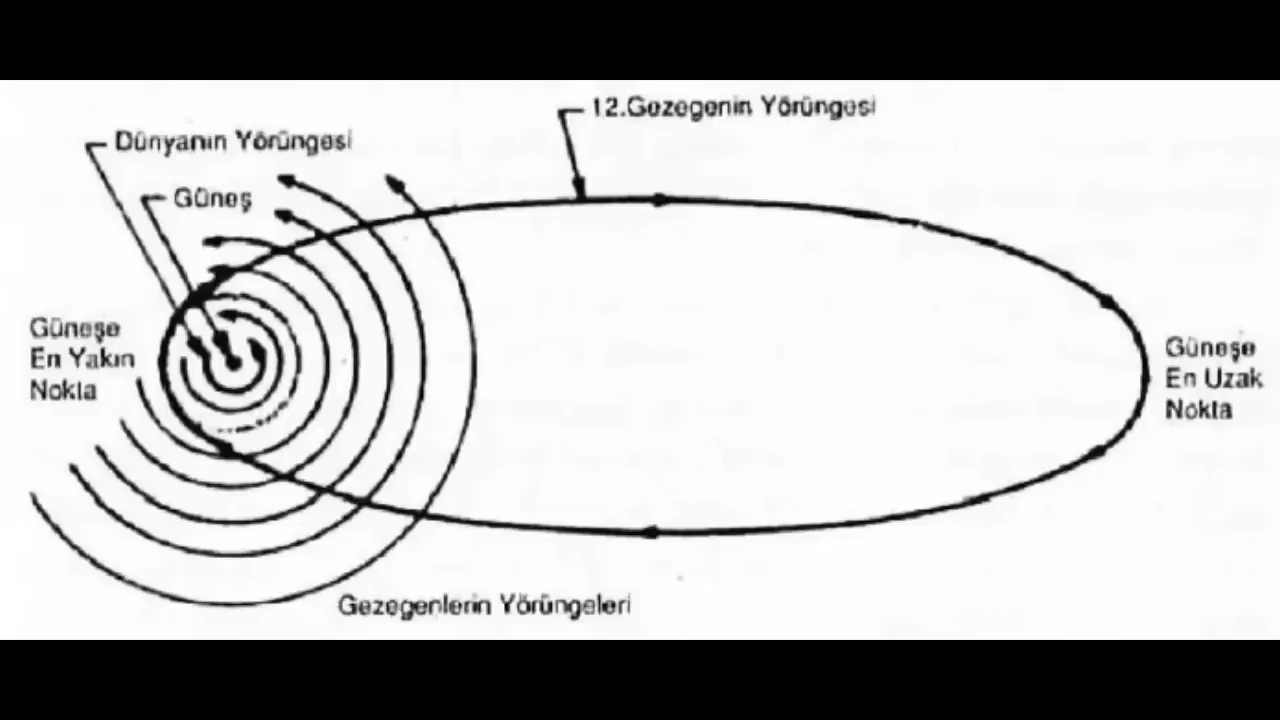 12.Gezegenin Yörüngesi
Dünyanın Yörüngesi
Güneş
Güneşe
En Yakın
Nokta
Güneşe
En Uzak
Nokta
Gezegenlerin Yörüngeleri